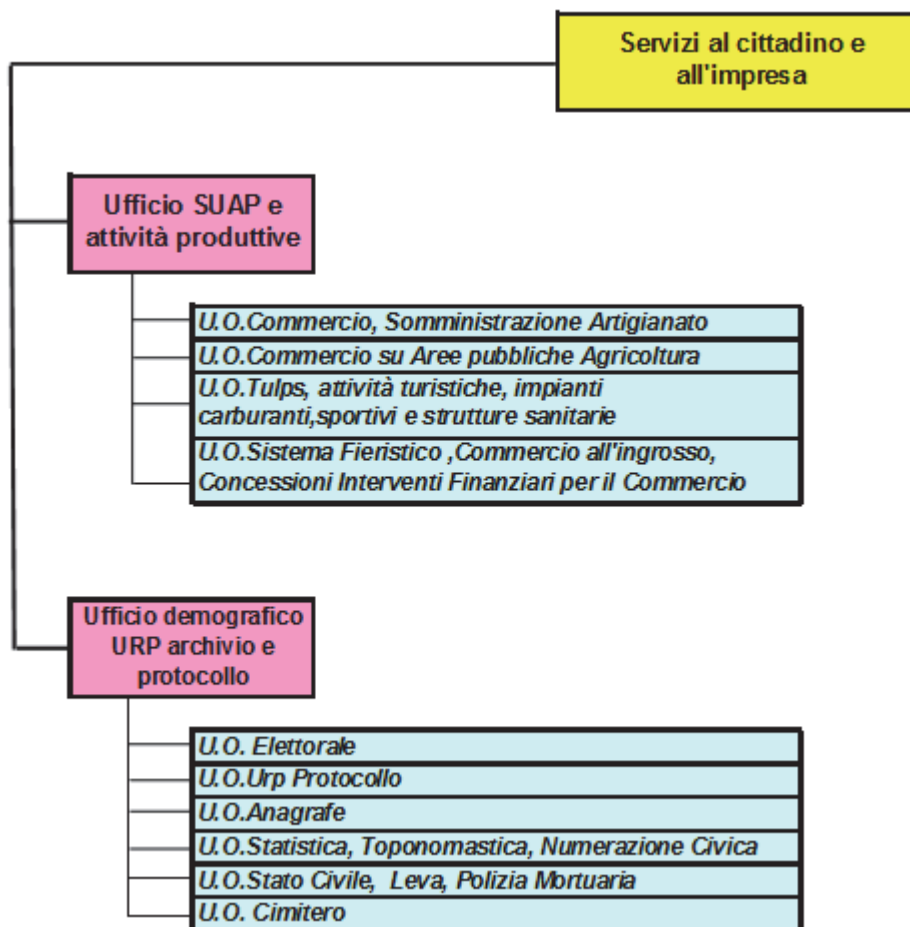 Servizi al cittadino e
all'impresa
Ufficio SUAP e
attività produttive
U.O.Commercio, Somministrazione Artigianato
U.O.Commercio su Aree pubbliche Agricoltura
U.O.Tulps, attività turistiche, impianti
carburanti,sportivi e strutture sanitarie
U.O.Sistema Fieristico ,Commercio all'ingrosso,
Concessioni Interventi Finanziari per il Commercio
Ufficio demografico
URP archivio e
protocollo
U.O. Elettorale
U.O.Urp Protocollo
U.O.Anagrafe
U.O.Statistica, Toponomastica, Numerazione Civica
U.O.Stato Civile, Leva, Polizia Mortuaria
U.O. Cimitero